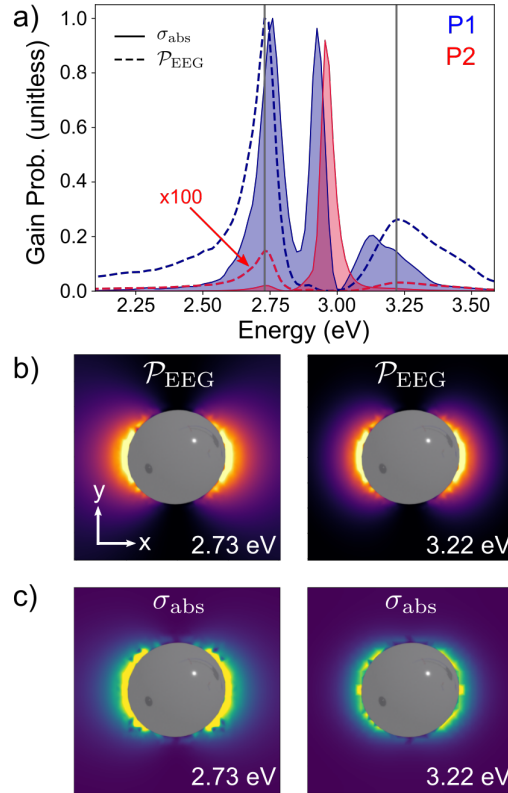 a)
σabs
𝒫EEG
P1
P2
x100
Gain Prob. (unitless)
1.0
0.8
0.6
0.4
0.2
0.0
2.25 2.50 2.75 3.00 3.25 3.50
Energy (eV)
b)
𝒫EEG
𝒫EEG
y
x
2.73 eV
3.22 eV
c)
σabs
σabs
2.73 eV
3.22 eV